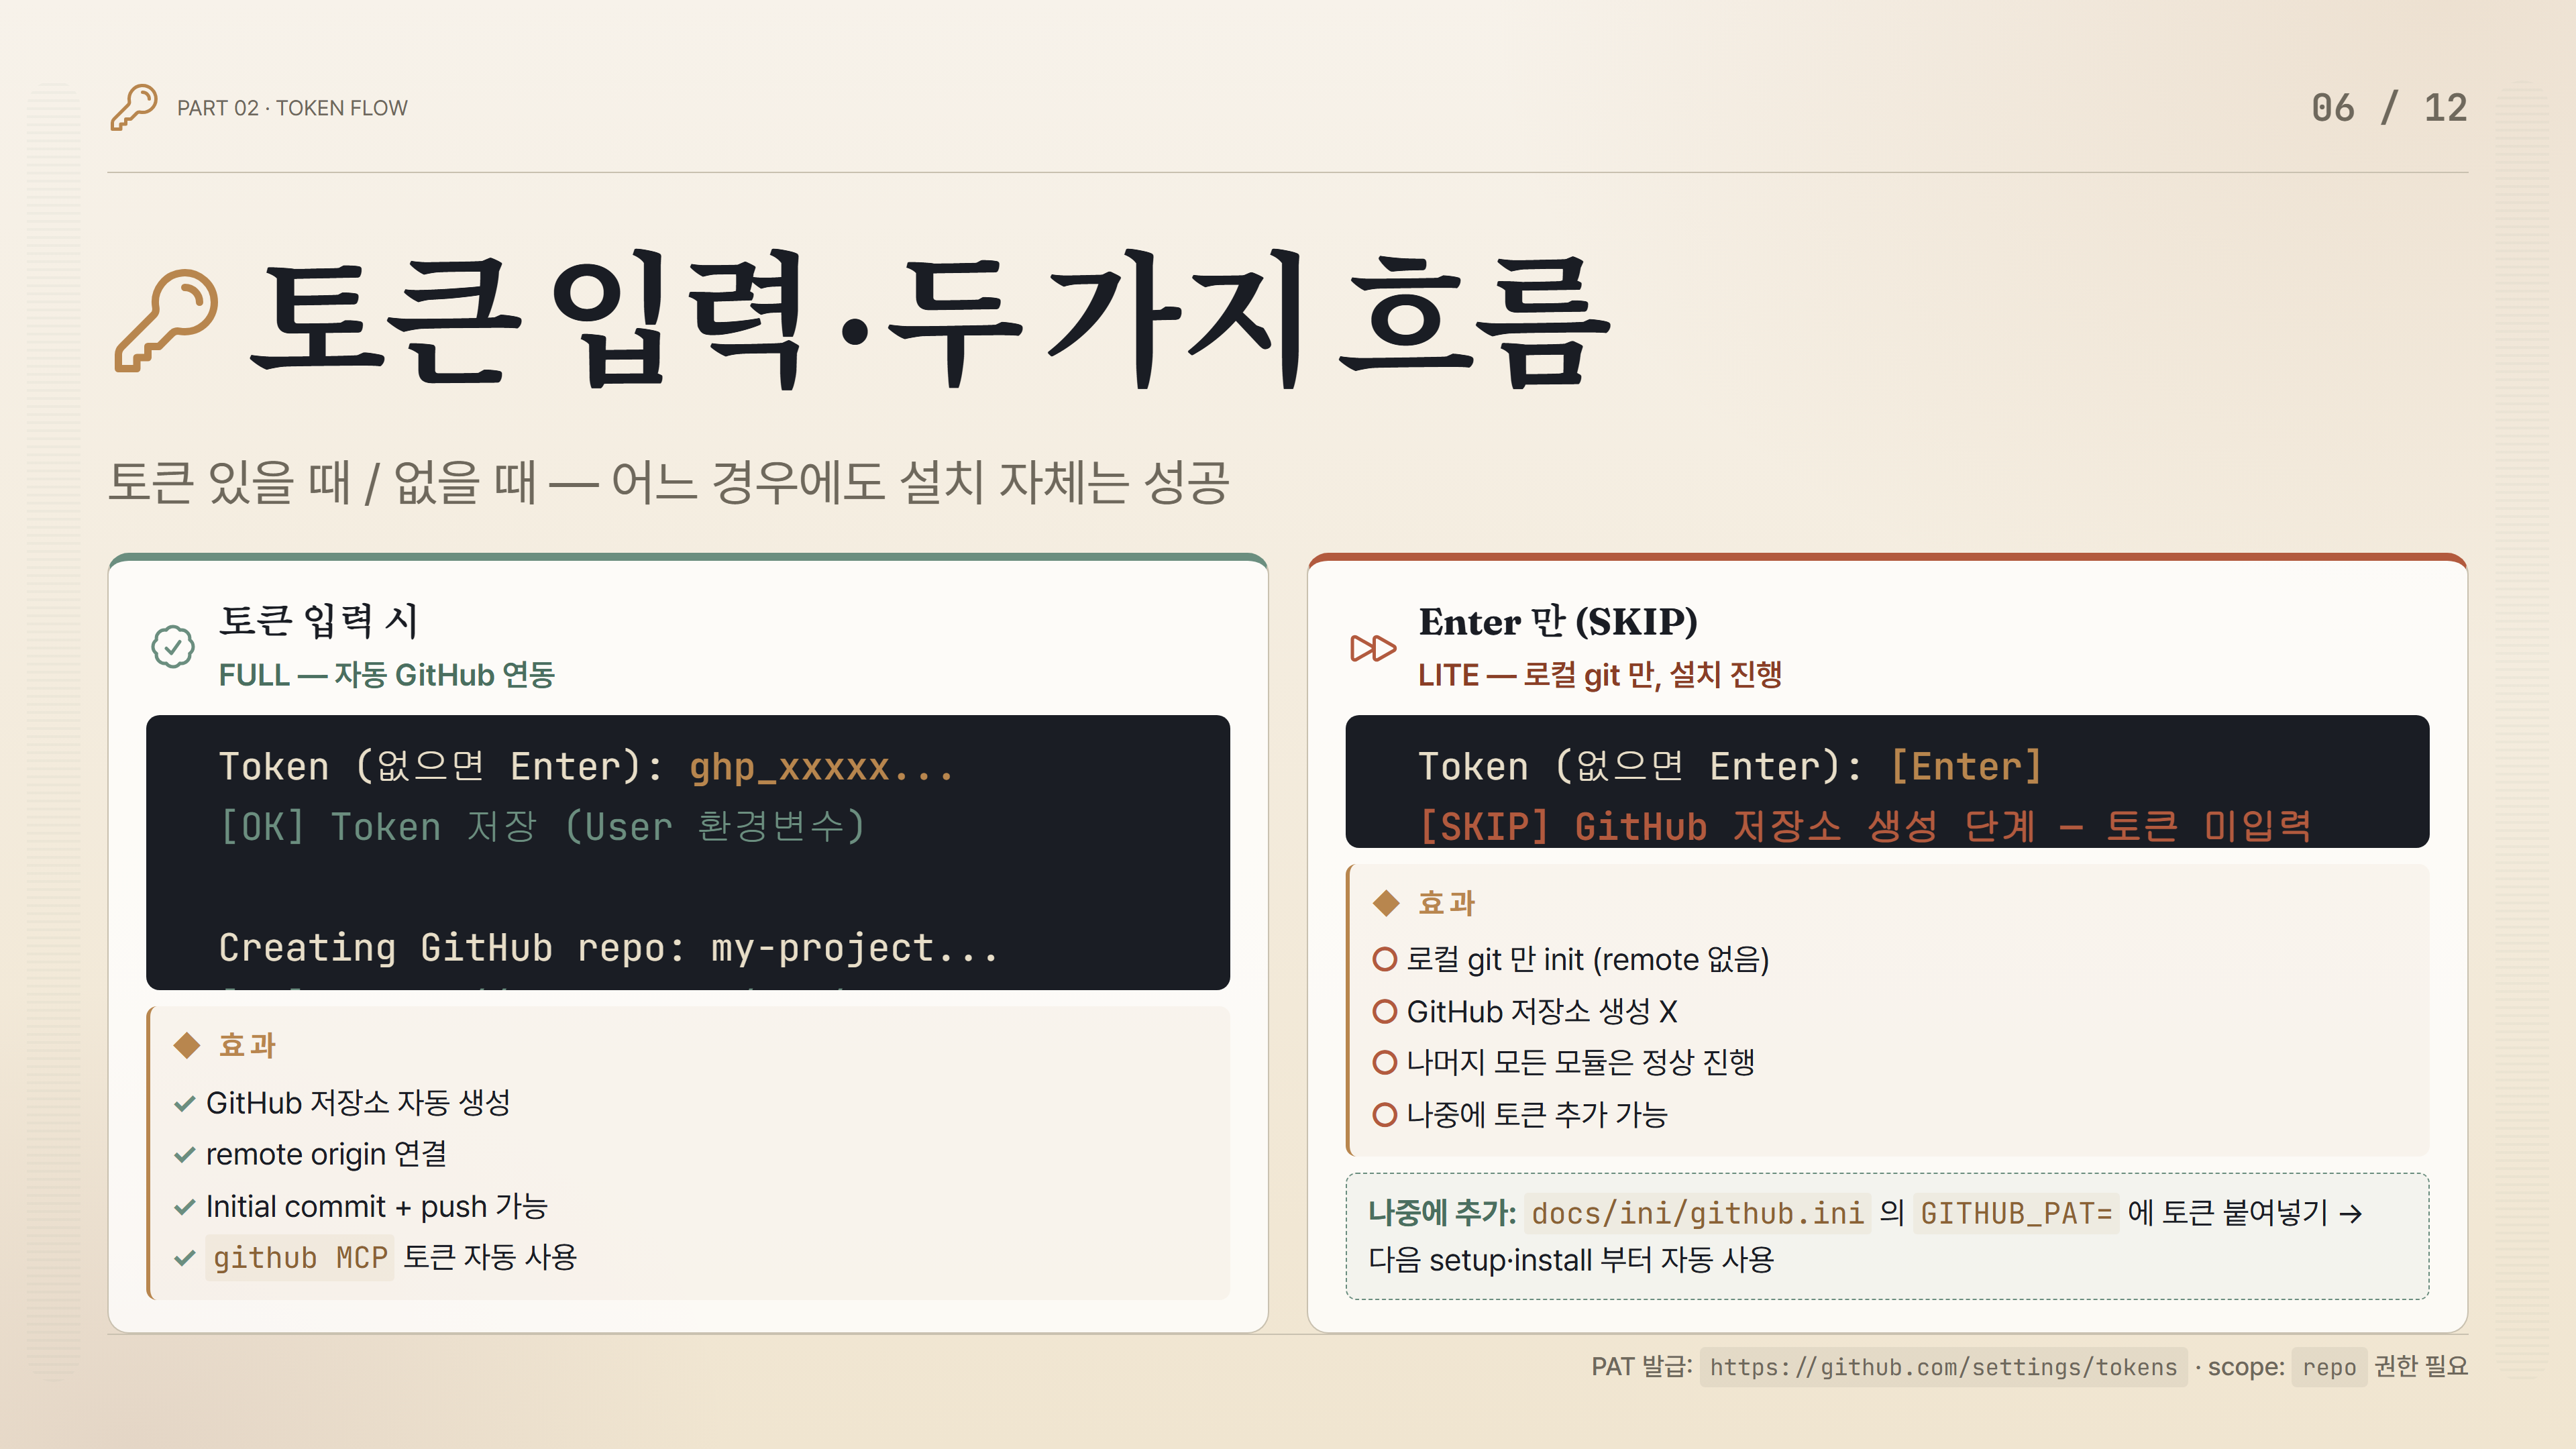 PART 02 · TOKEN FLOW
06 / 12
토큰 입력 · 두 가지 흐름
토큰 있을 때 / 없을 때 — 어느 경우에도 설치 자체는 성공
토큰 입력 시
FULL — 자동 GitHub 연동
Token (없으면 Enter): ghp_xxxxx...
[OK] Token 저장 (User 환경변수)
Creating GitHub repo: my-project...
◆ 효과
✓ GitHub 저장소 자동 생성
✓ remote origin 연결
✓ Initial commit + push 가능
✓ github MCP 토큰 자동 사용
Enter 만 (SKIP)
LITE — 로컬 git 만, 설치 진행
Token (없으면 Enter): [Enter]
[SKIP] GitHub 저장소 생성 단계 — 토큰 미입력
◆ 효과
○ 로컬 git 만 init (remote 없음)
○ GitHub 저장소 생성 X
○ 나머지 모든 모듈은 정상 진행
○ 나중에 토큰 추가 가능
나중에 추가: docs/ini/github.ini 의 GITHUB_PAT= 에 토큰 붙여넣기 →
다음 setup·install 부터 자동 사용
PAT 발급: https://github.com/settings/tokens · scope: repo 권한 필요